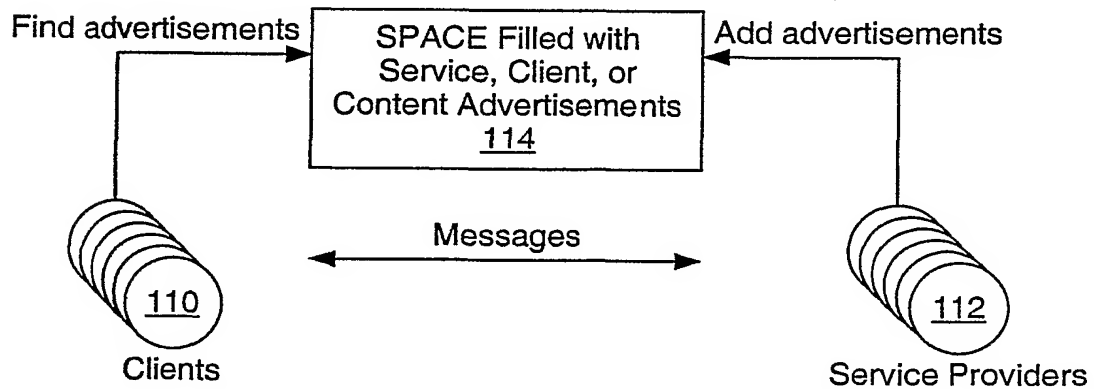 Find advertisements
SPACE Filled with
Service, Client, or
Content Advertisements
114
Add advertisements
Messages
110
Clients
112
Service Providers